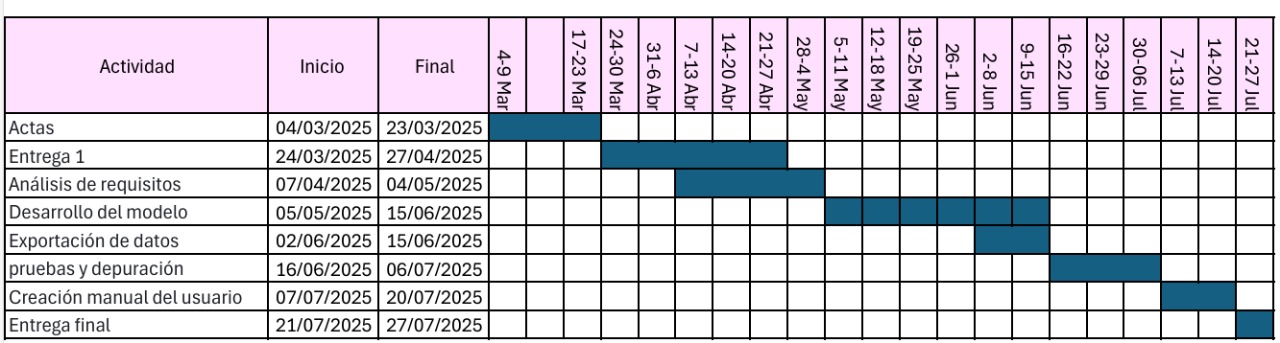 Actividad Inicio Final 4-9 Mar 17-23 Mar 24-30 Mar 31-6 Abr 7-13 Abr 14-20 Abr 21-27 Abr 28-4 May 5-11 May 12-18 May 19-25 May 26-1 Jun 2-8 Jun 9-15 Jun 16-22 Jun 23-29 Jun 30-06 Jul 7-13 Jul 14-20 Jul 21-27 Jul
Actas 04/03/2025 23/03/2025
Entrega 1 24/03/2025 27/04/2025
Análisis de requisitos 07/04/2025 04/05/2025
Desarrollo del modelo 05/05/2025 15/06/2025
Exportación de datos 02/06/2025 15/06/2025
pruebas y depuración 16/06/2025 06/07/2025
Creación manual del usuario 07/07/2025 20/07/2025
Entrega final 21/07/2025 27/07/2025